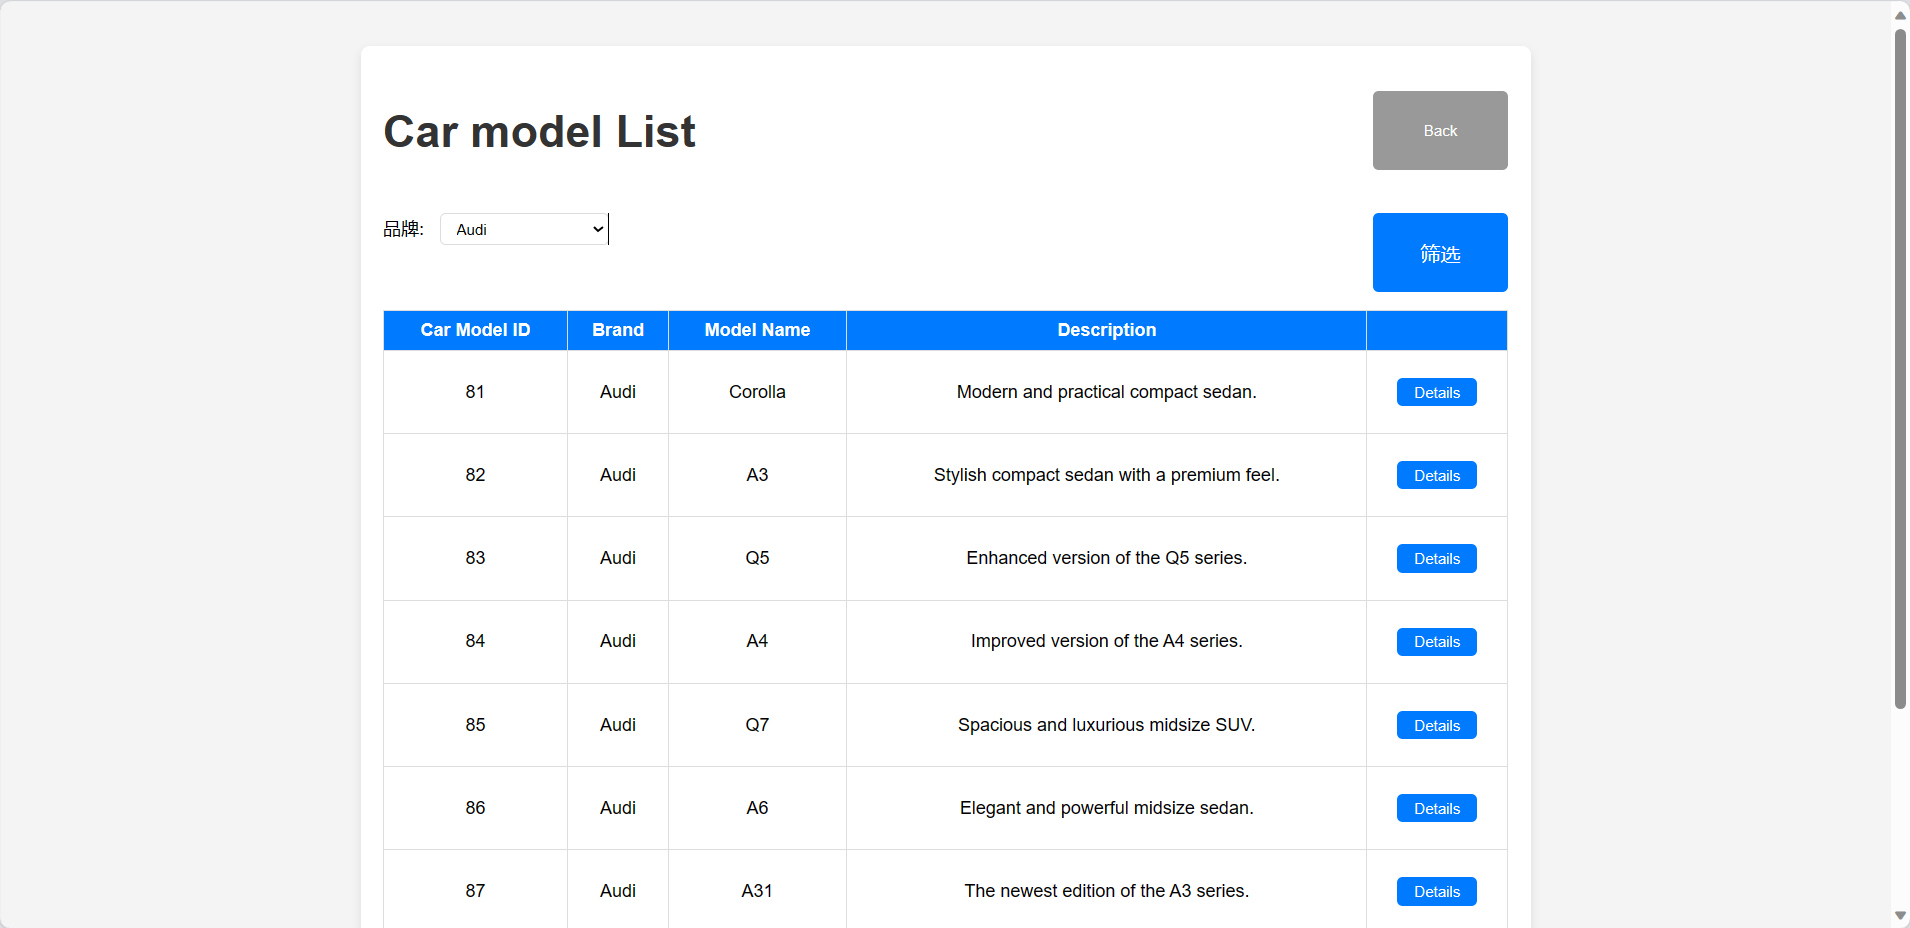 Car model List
Back
品牌: Audi
筛选
Car Model ID Brand Model Name Description
81 Audi Corolla Modern and practical compact sedan. Details
82 Audi A3 Stylish compact sedan with a premium feel. Details
83 Audi Q5 Enhanced version of the Q5 series. Details
84 Audi A4 Improved version of the A4 series. Details
85 Audi Q7 Spacious and luxurious midsize SUV. Details
86 Audi A6 Elegant and powerful midsize sedan. Details
87 Audi A31 The newest edition of the A3 series. Details